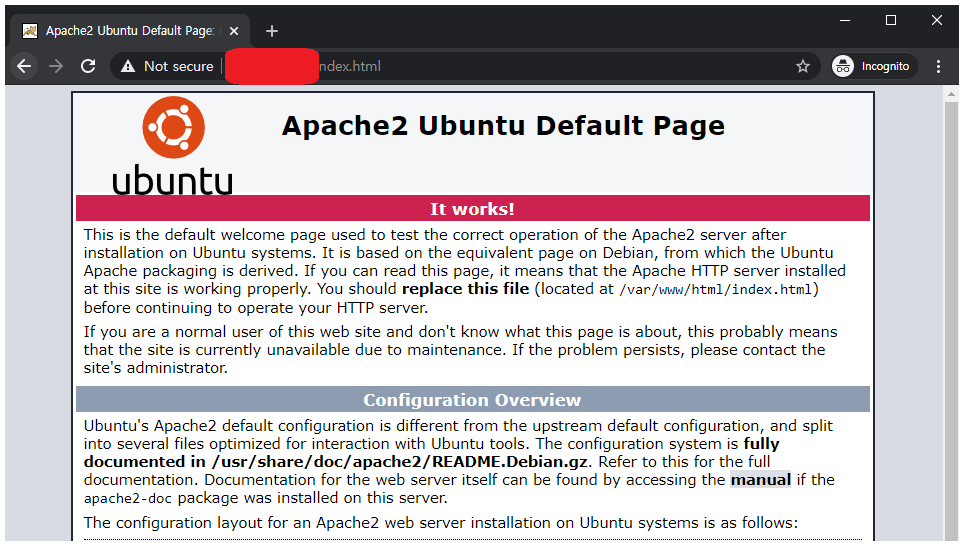 Apache2 Ubuntu Default Page:
Not secure
ndex.html
Incognito
Apache2 Ubuntu Default Page
ubuntu
It works!
This is the default welcome page used to test the correct operation of the Apache2 server after
installation on Ubuntu systems. It is based on the equivalent page on Debian, from which the Ubuntu
Apache packaging is derived. If you can read this page, it means that the Apache HTTP server installed
at this site is working properly. You should replace this file (located at /var/www/html/index.html)
before continuing to operate your HTTP server.
If you are a normal user of this web site and don't know what this page is about, this probably means
that the site is currently unavailable due to maintenance. If the problem persists, please contact the
site's administrator.
Configuration Overview
Ubuntu's Apache2 default configuration is different from the upstream default configuration, and split
into several files optimized for interaction with Ubuntu tools. The configuration system is fully
documented in /usr/share/doc/apache2/README.Debian.gz. Refer to this for the full
documentation. Documentation for the web server itself can be found by accessing the manual if the
apache2-doc package was installed on this server.
The configuration layout for an Apache2 web server installation on Ubuntu systems is as follows: